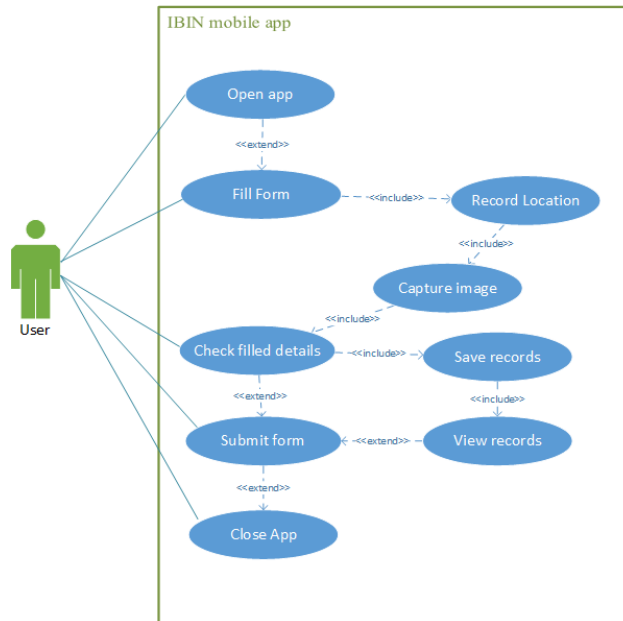 IBIN mobile app
Open app
<<extend>>
Fill Form
<<include>>
Record Location
<<include>>
Capture image
<<include>>
User
Check filled details
<<include>>
Save records
<<extend>>
<<include>>
Submit form
<<extend>>
View records
<<extend>>
Close App